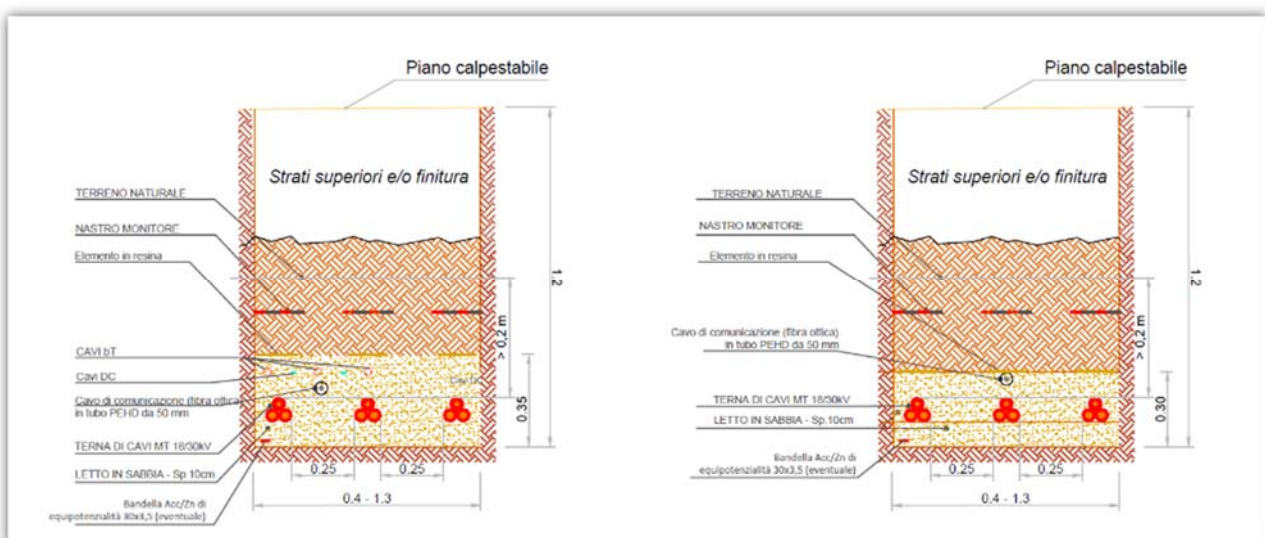 Piano calpestabile
Strati superiori e/o finitura
TERRENO NATURALE
NASTRO MONITORE
Elemento in resina
CAVI bT
Cavi DC
Cavi DC
Cavo di comunicazione (fibra ottica)
in tubo PEHD da 50 mm
TERNA DI CAVI MT 18/30kV
LETTO IN SABBIA - Sp 10cm
Bandella Acc/Zn di
equipotenzialità 30x3,5 (eventuale)
0.25
0.25
0.4 - 1.3
> 0,2 m
0.35
1.2
Piano calpestabile
Strati superiori e/o finitura
TERRENO NATURALE
NASTRO MONITORE
Elemento in resina
Cavo di comunicazione (fibra ottica)
in tubo PEHD da 50 mm
TERNA DI CAVI MT 18/30kV
LETTO IN SABBIA - Sp.10cm
Bandella Acc/Zn di
equipotenzialità 30x3,5 (eventuale)
0.25
0.25
0.4 - 1.3
> 0,2 m
0.30
1.2